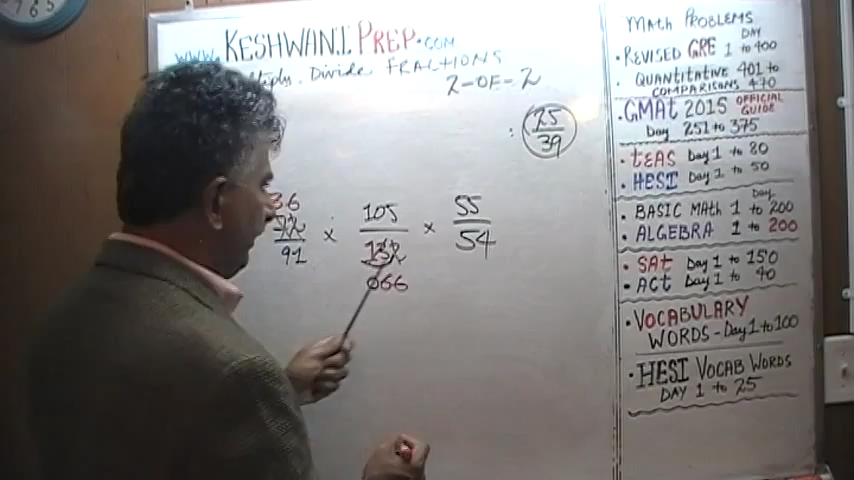 www.KESHWANIPREP.COM
Multiply, Divide FRACTIONS
2-OF-2
: 25
39
36
72
91
×
105
132
066
×
55
54
MATH PROBLEMS
DAY
• REVISED GRE 1 to 400
• QUANTITATIVE 401 to
COMPARISONS 470
• GMAt 2015 OFFICIAL
GUIDE
Day 251 to 375
• tEAS Day 1 to 80
• HESI Day 1 to 50
Day
• BASIC MAth 1 to 200
• ALGEBRA 1 to 200
• SAt Day 1 to 150
• ACt Day 1 to 40
• VOCABULARY
WORDS - Day 1 to 100
• HESI VOCAB WORDS
DAY 1 to 25